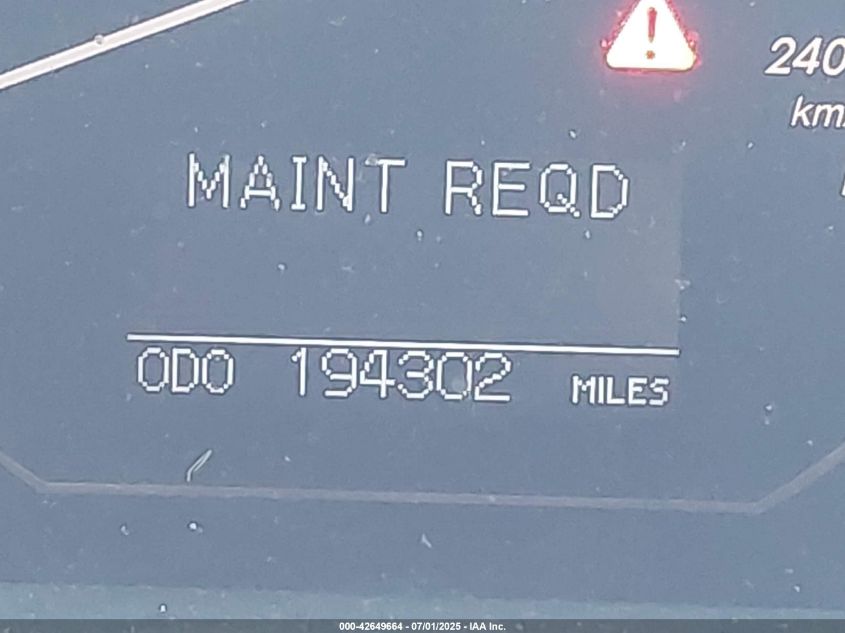 240
km
MAINT REQD
ODO 194302 MILES
000-42649664 - 07/01/2025 - IAA Inc.